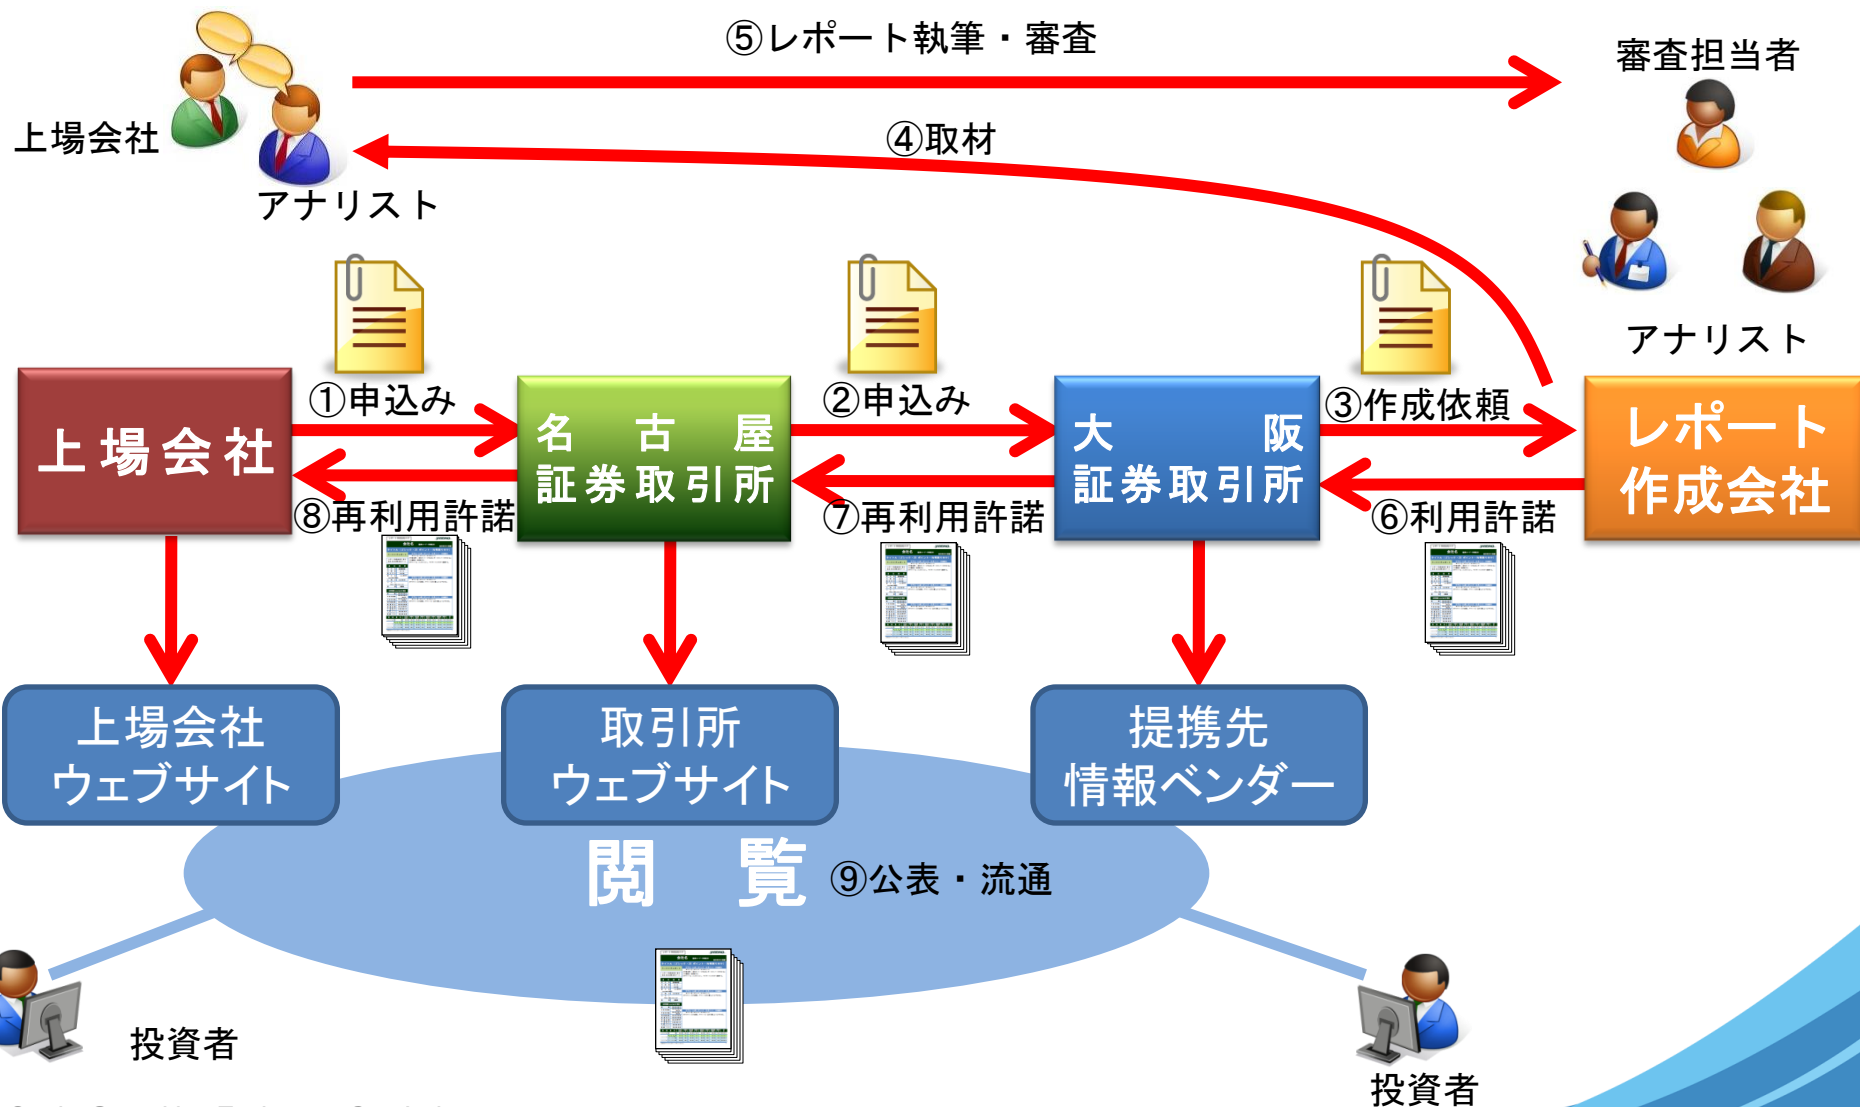 ⑤レポート執筆・審査
審査担当者
上場会社
④取材
アナリスト
アナリスト
①申込み
②申込み
③作成依頼
上場会社
名古屋
証券取引所
大阪
証券取引所
レポート
作成会社
⑧再利用許諾
⑦再利用許諾
⑥利用許諾
上場会社
ウェブサイト
取引所
ウェブサイト
提携先
情報ベンダー
閲覧
⑨公表・流通
投資者
投資者